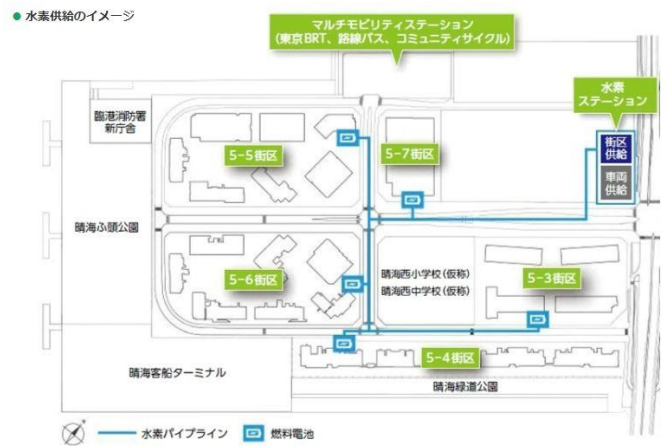 水素供給のイメージ
マルチモビリティステーション
(東京BRT、路線バス、コミュニティサイクル)
水素
ステーション
臨港消防署
新庁舎
5-5街区
5-7街区
街区
供給
車両
供給
晴海ふ頭公園
5-6街区
晴海西小学校(仮称)
晴海西中学校(仮称)
5-3街区
5-4街区
晴海客船ターミナル
晴海緑道公園
水素パイプライン
燃料電池